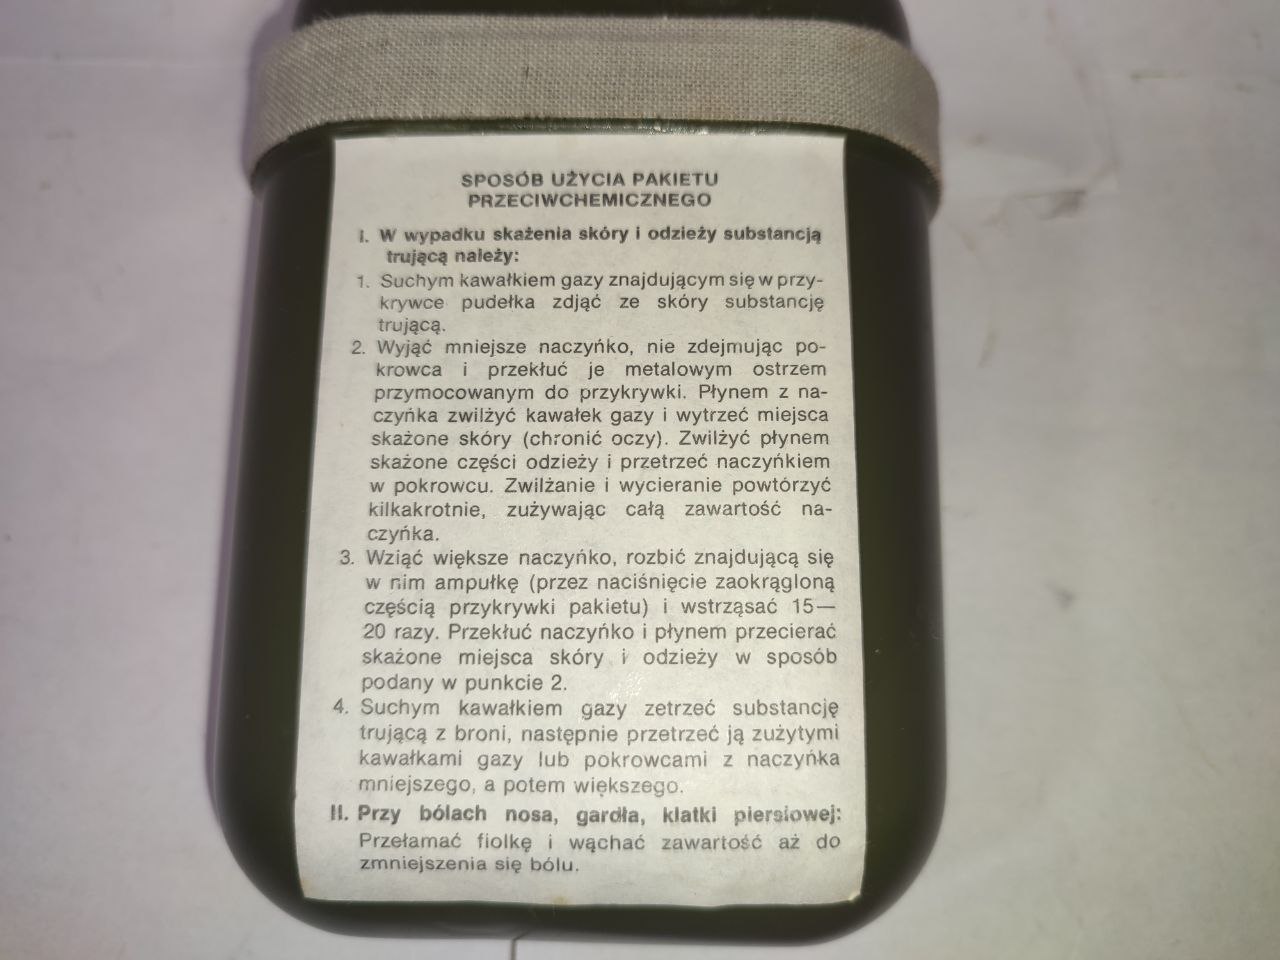 SPOSÓB UŻYCIA PAKIETU
PRZECIWCHEMICZNEGO
I. W wypadku skażenia skóry i odzieży substancją
trującą należy:
1. Suchym kawałkiem gazy znajdującym się w przy-
krywce pudełka zdjąć ze skóry substancję
trującą.
2. Wyjąć mniejsze naczyńko, nie zdejmując po-
krowca i przekłuć je metalowym ostrzem
przymocowanym do przykrywki. Płynem z na-
czyńka zwilżyć kawałek gazy i wytrzeć miejsca
skażone skóry (chronić oczy). Zwilżyć płynem
skażone części odzieży i przetrzeć naczyńkiem
w pokrowcu. Zwilżanie i wycieranie powtórzyć
kilkakrotnie, zużywając całą zawartość na-
czyńka.
3. Wziąć większe naczyńko, rozbić znajdującą się
w nim ampułkę (przez naciśnięcie zaokrągloną
częścią przykrywki pakietu) i wstrząsać 15—
20 razy. Przekłuć naczyńko i płynem przecierać
skażone miejsca skóry i odzieży w sposób
podany w punkcie 2.
4. Suchym kawałkiem gazy zetrzeć substancję
trującą z broni, następnie przetrzeć ją zużytymi
kawałkami gazy lub pokrowcami z naczyńka
mniejszego, a potem większego.
II. Przy bólach nosa, gardła, klatki piersiowej:
Przełamać fiolkę i wąchać zawartość aż do
zmniejszenia się bólu.